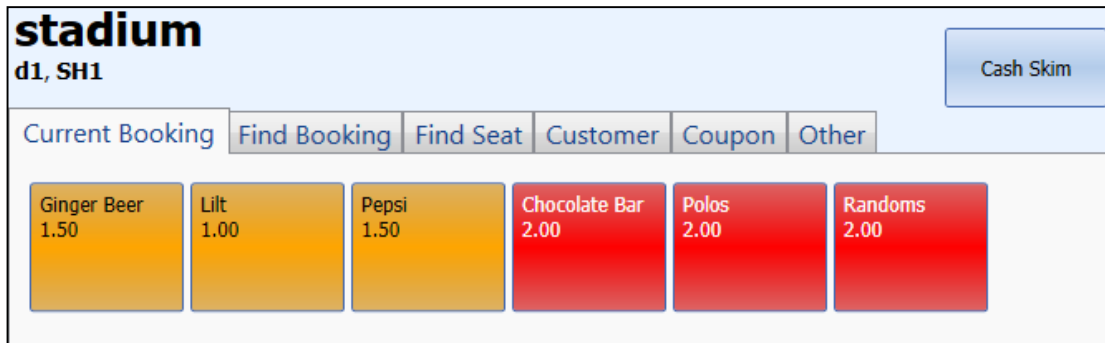 stadium
d1, SH1
Cash Skim
Current Booking
Find Booking
Find Seat
Customer
Coupon
Other
Ginger Beer
1.50
Lilt
1.00
Pepsi
1.50
Chocolate Bar
2.00
Polos
2.00
Randoms
2.00